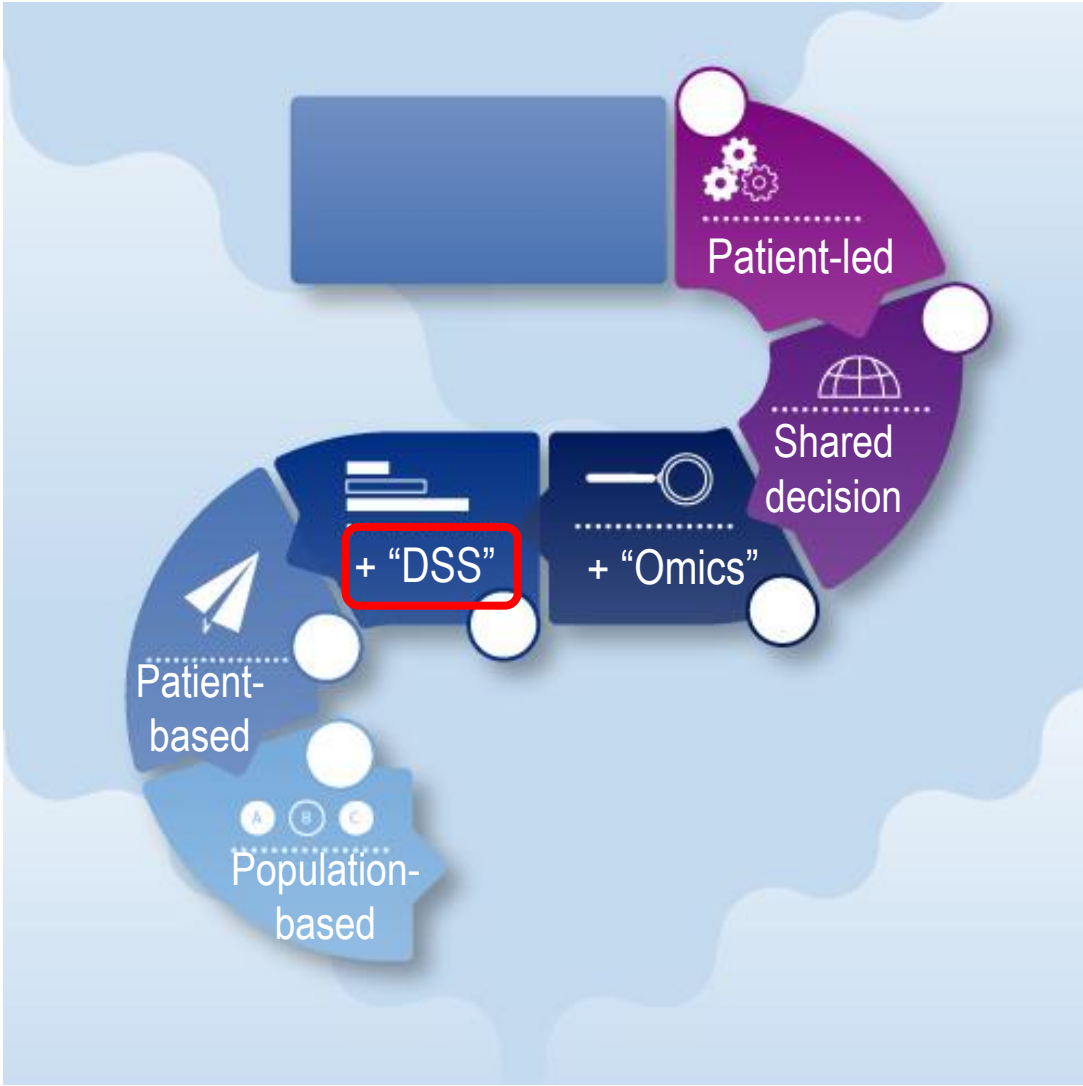 Patient-led
Shared
decision
+ “DSS”
+ “Omics”
Patient-
based
A B C
Population-
based